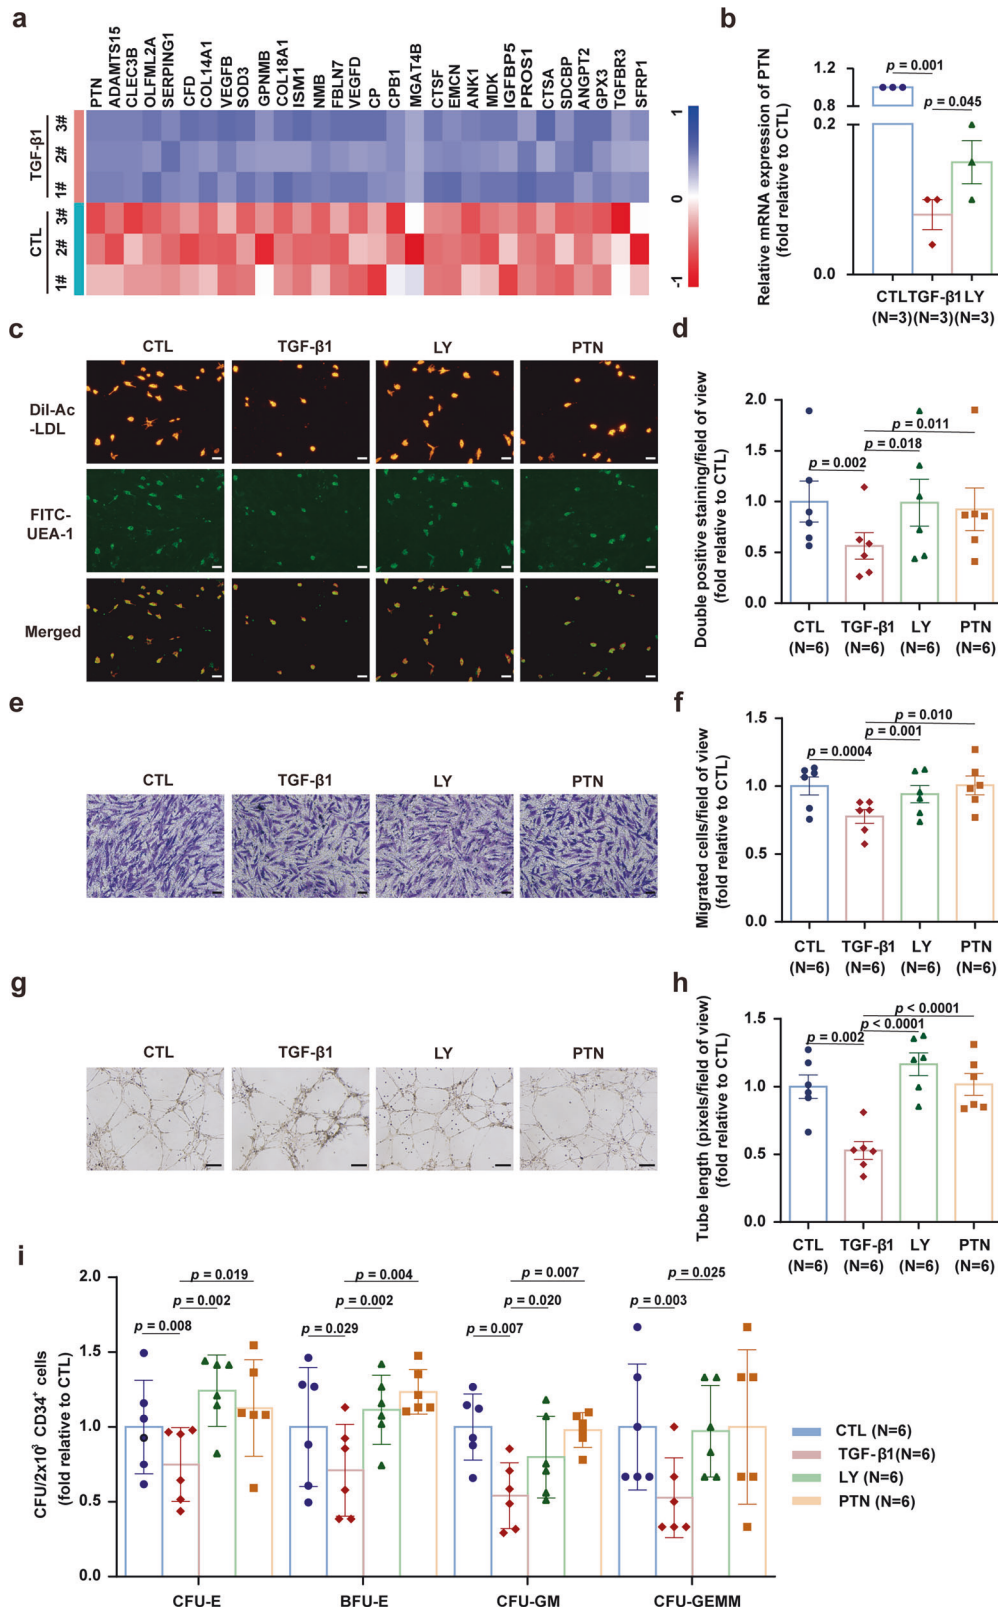 a
PTN
ADAMTS15
CLEC3B
OLFML2A
SERPING1
CFD
COL14A1
VEGFB
SOD3
GPNMB
COL18A1
ISM1
NMB
FBLN7
VEGFD
CP
CPB1
MGAT4B
CTSF
EMCN
ANK1
MDK
IGFBP5
PROS1
CTSA
SDCBP
ANGPT2
GPX3
TGFBR3
SFRP1
TGF-β1
3#
2#
1#
CTL
3#
2#
1#
1
0
-1
b
Relative mRNA expression of PTN
(fold relative to CTL)
1.2
0.8
0.2
0.0
p = 0.001
p = 0.045
CTL TGF-β1 LY
(N=3) (N=3) (N=3)
c
CTL TGF-β1 LY PTN
Dil-Ac
-LDL
FITC-
UEA-1
Merged
d
Double positive staining/field of view
(fold relative to CTL)
2.0
1.5
1.0
0.5
0.0
p = 0.011
p = 0.018
p = 0.002
CTL TGF-β1 LY PTN
(N=6) (N=6) (N=6) (N=6)
e
CTL TGF-β1 LY PTN
f
Migrated cells/field of view
(fold relative to CTL)
1.5
1.0
0.5
0.0
p = 0.010
p = 0.001
p = 0.0004
CTL TGF-β1 LY PTN
(N=6) (N=6) (N=6) (N=6)
g
CTL TGF-β1 LY PTN
h
Tube length (pixels/field of view)
(fold relative to CTL)
1.5
1.0
0.5
0.0
p < 0.0001
p < 0.0001
p = 0.002
CTL TGF-β1 LY PTN
(N=6) (N=6) (N=6) (N=6)
i
CFU/2x10³ CD34⁺ cells
(fold relative to CTL)
2.0
1.5
1.0
0.5
0.0
p = 0.019
p = 0.002
p = 0.008
p = 0.004
p = 0.002
p = 0.029
p = 0.007
p = 0.020
p = 0.007
p = 0.025
p = 0.003
CFU-E BFU-E CFU-GM CFU-GEMM
CTL (N=6)
TGF-β1(N=6)
LY (N=6)
PTN (N=6)